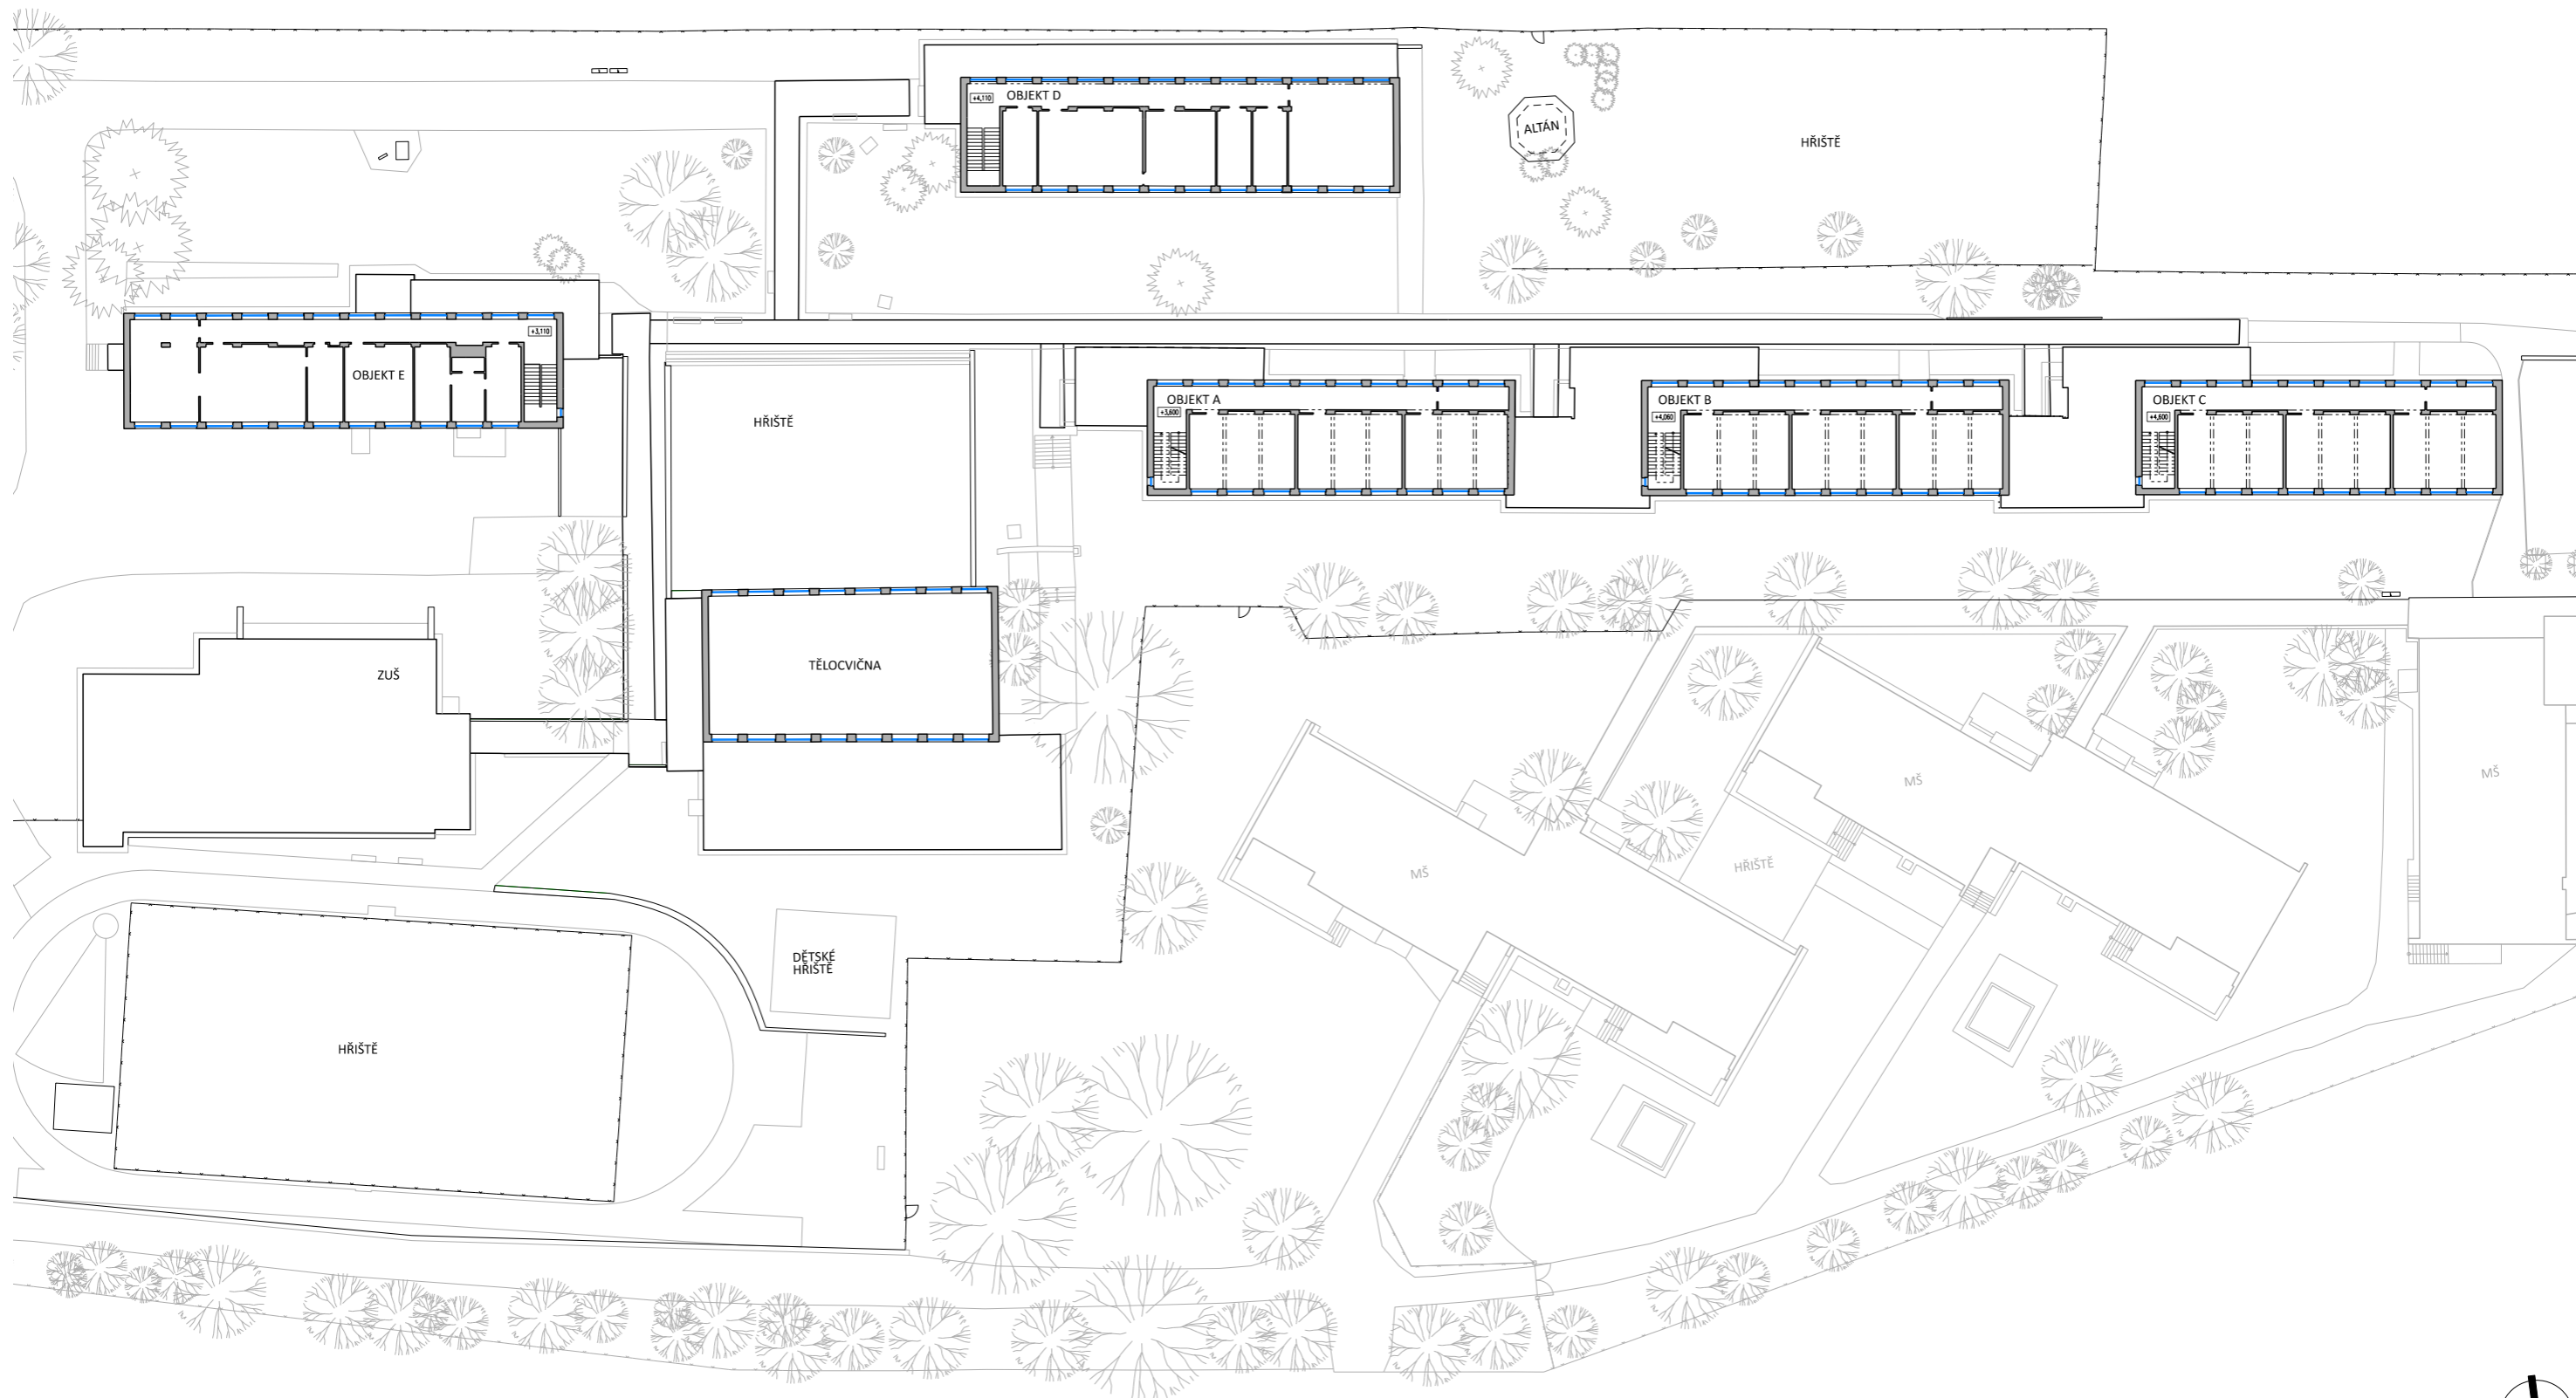 OBJEKT D
+4,110
ALTÁN
HŘIŠTĚ
+3,110
OBJEKT E
HŘIŠTĚ
OBJEKT A
+3,600
OBJEKT B
+4,060
OBJEKT C
+4,600
ZUŠ
TĚLOCVIČNA
MŠ
MŠ
MŠ
HŘIŠTĚ
DĚTSKÉ
HŘIŠTĚ
HŘIŠTĚ